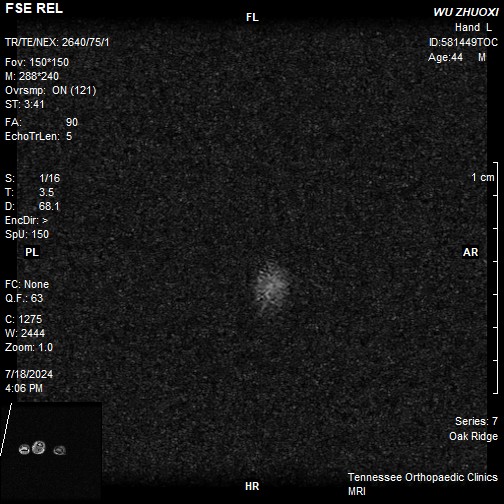 FSE REL
FL
WU ZHUOXI
Hand L
ID:581449TOC
Age:44 M
TR/TE/NEX: 2640/75/1
Fov: 150*150
M: 288*240
Ovrsmp: ON (121)
ST: 3:41
FA: 90
EchoTrLen: 5
S: 1/16
T: 3.5
D: 68.1
EncDir: >
SpU: 150
1 cm
PL
AR
FC: None
Q.F.: 63
C: 1275
W: 2444
Zoom: 1.0
7/18/2024
4:06 PM
Series: 7
Oak Ridge
Tennessee Orthopaedic Clinics
MRI
HR